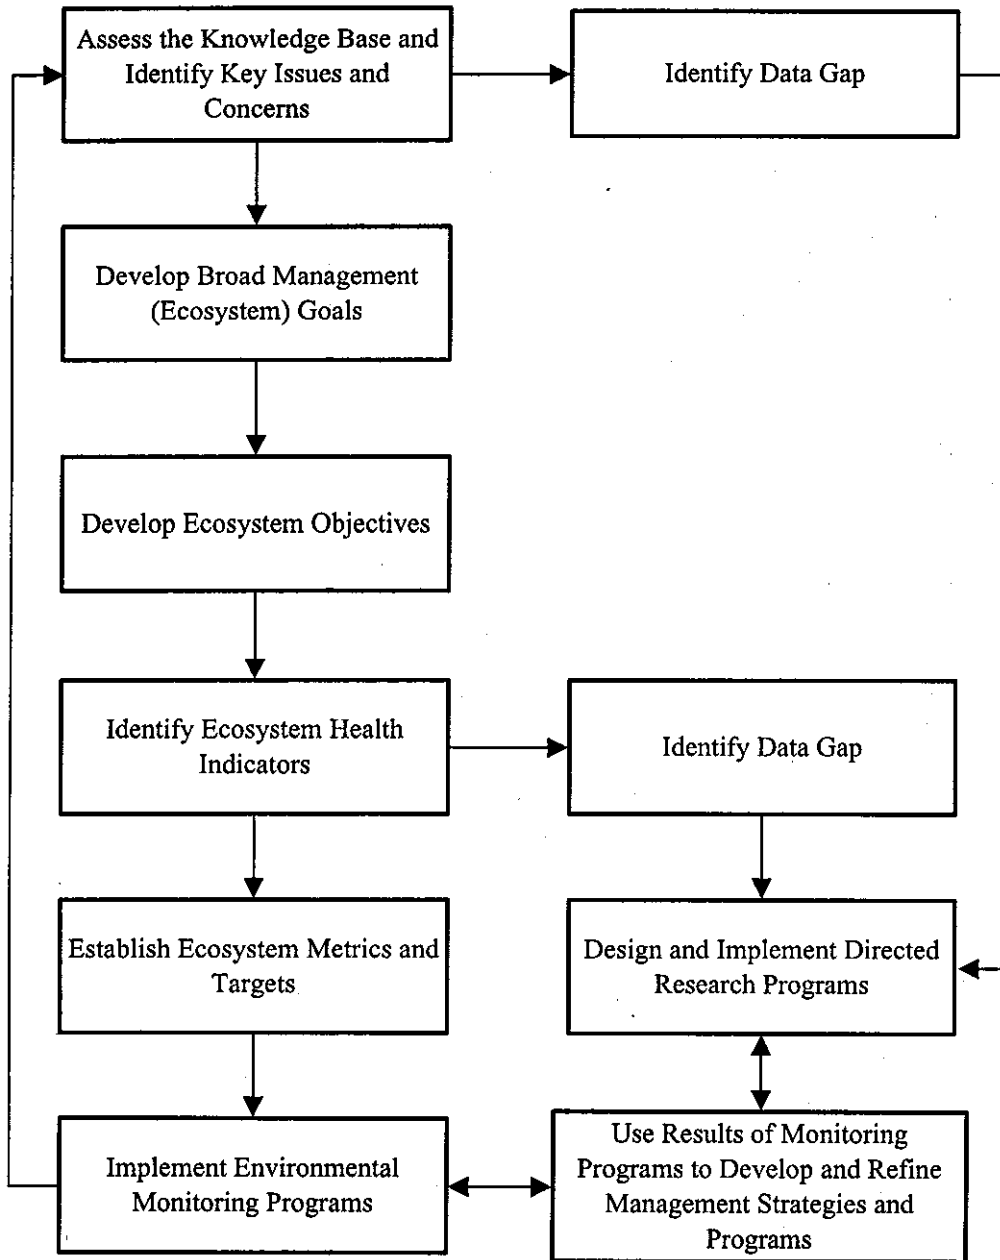 Assess the Knowledge Base and
Identify Key Issues and
Concerns
Identify Data Gap
Develop Broad Management
(Ecosystem) Goals
Develop Ecosystem Objectives
Identify Ecosystem Health
Indicators
Identify Data Gap
Establish Ecosystem Metrics and
Targets
Design and Implement Directed
Research Programs
Implement Environmental
Monitoring Programs
Use Results of Monitoring
Programs to Develop and Refine
Management Strategies and
Programs